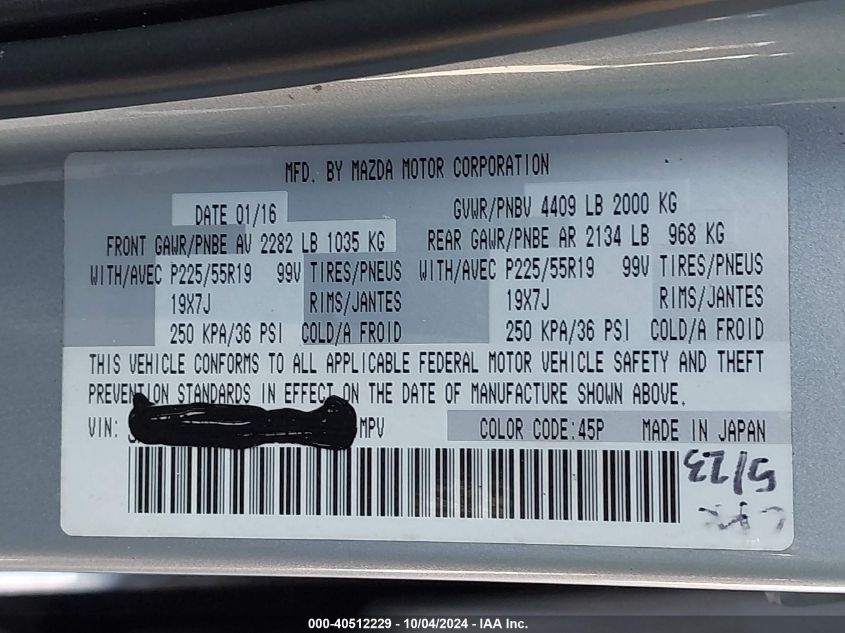 MFD. BY MAZDA MOTOR CORPORATION
DATE 01/16 GVWR/PNBV 4409 LB 2000 KG
FRONT GAWR/PNBE AV 2282 LB 1035 KG REAR GAWR/PNBE AR 2134 LB 968 KG
WITH/AVEC P225/55R19 99V TIRES/PNEUS WITH/AVEC P225/55R19 99V TIRES/PNEUS
19X7J RIMS/JANTES 19X7J RIMS/JANTES
250 KPA/36 PSI COLD/A FROID 250 KPA/36 PSI COLD/A FROID
THIS VEHICLE CONFORMS TO ALL APPLICABLE FEDERAL MOTOR VEHICLE SAFETY AND THEFT
PREVENTION STANDARDS IN EFFECT ON THE DATE OF MANUFACTURE SHOWN ABOVE.
VIN: MPV COLOR CODE:45P MADE IN JAPAN
5/23
000-40512229 - 10/04/2024 - IAA Inc.